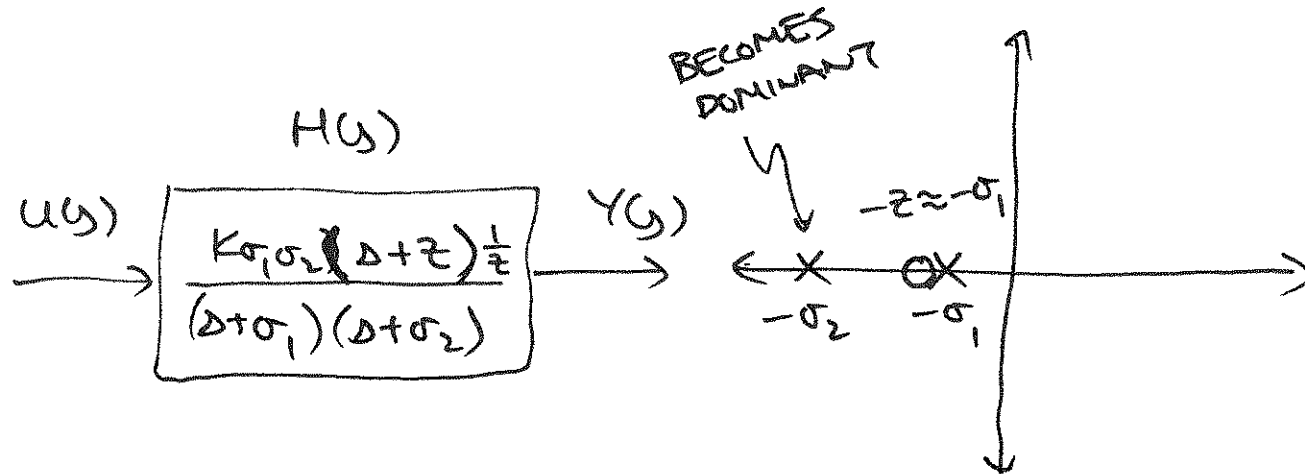 H(s)
U(s)
Kσ₁σ₂(s+z)1/z
(s+σ₁)(s+σ₂)
Y(s)
BECOMES
DOMINANT
-z≈-σ₁
-σ₂
-σ₁